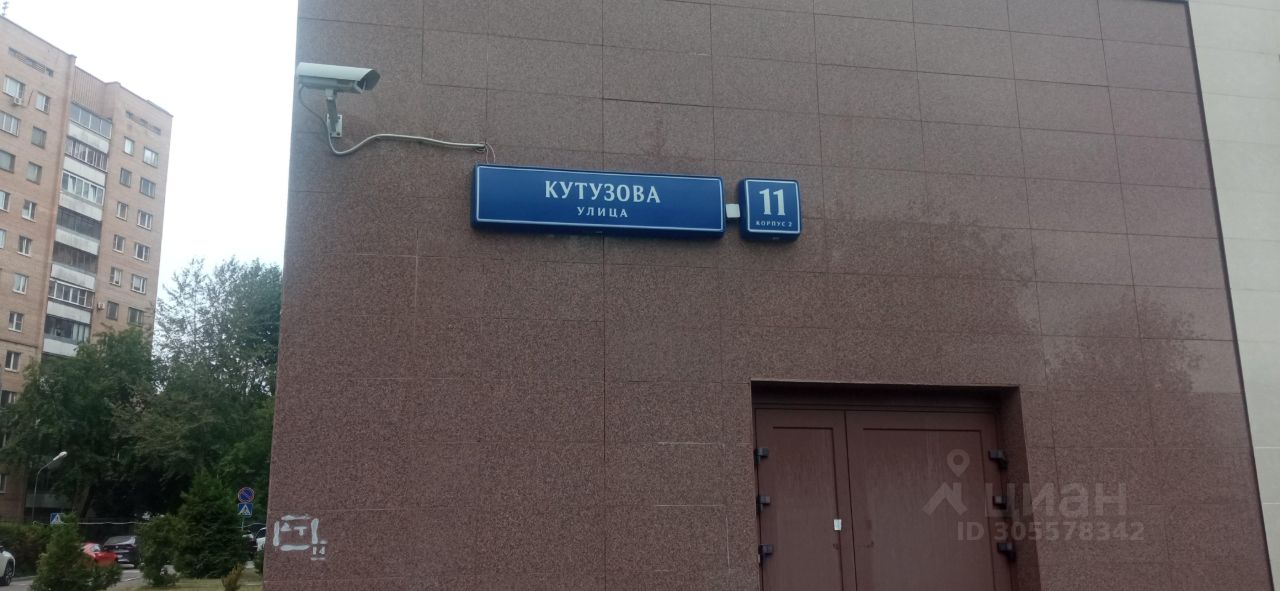 КУТУЗОВА
УЛИЦА
11
КОРПУС 2
циан
ID 305578342